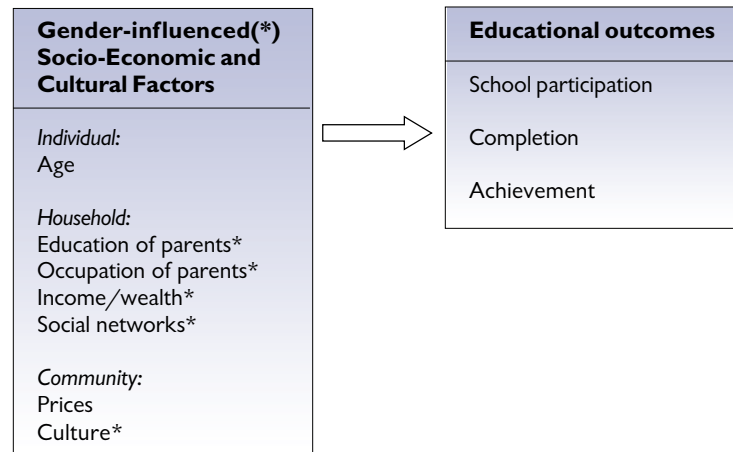 Gender-influenced(*)
Socio-Economic and
Cultural Factors
Individual:
Age
Household:
Education of parents*
Occupation of parents*
Income/wealth*
Social networks*
Community:
Prices
Culture*
Educational outcomes
School participation
Completion
Achievement